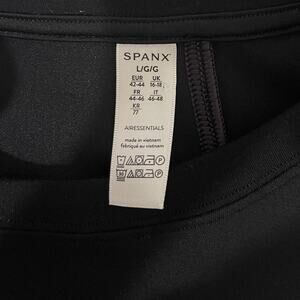 SPANX
L/G/G
EUR UK
42-44 16-18
FR IT
44-46 46-48
KR
77
AIRESSENTIALS
made in vietnam
fabriqué au vietnam